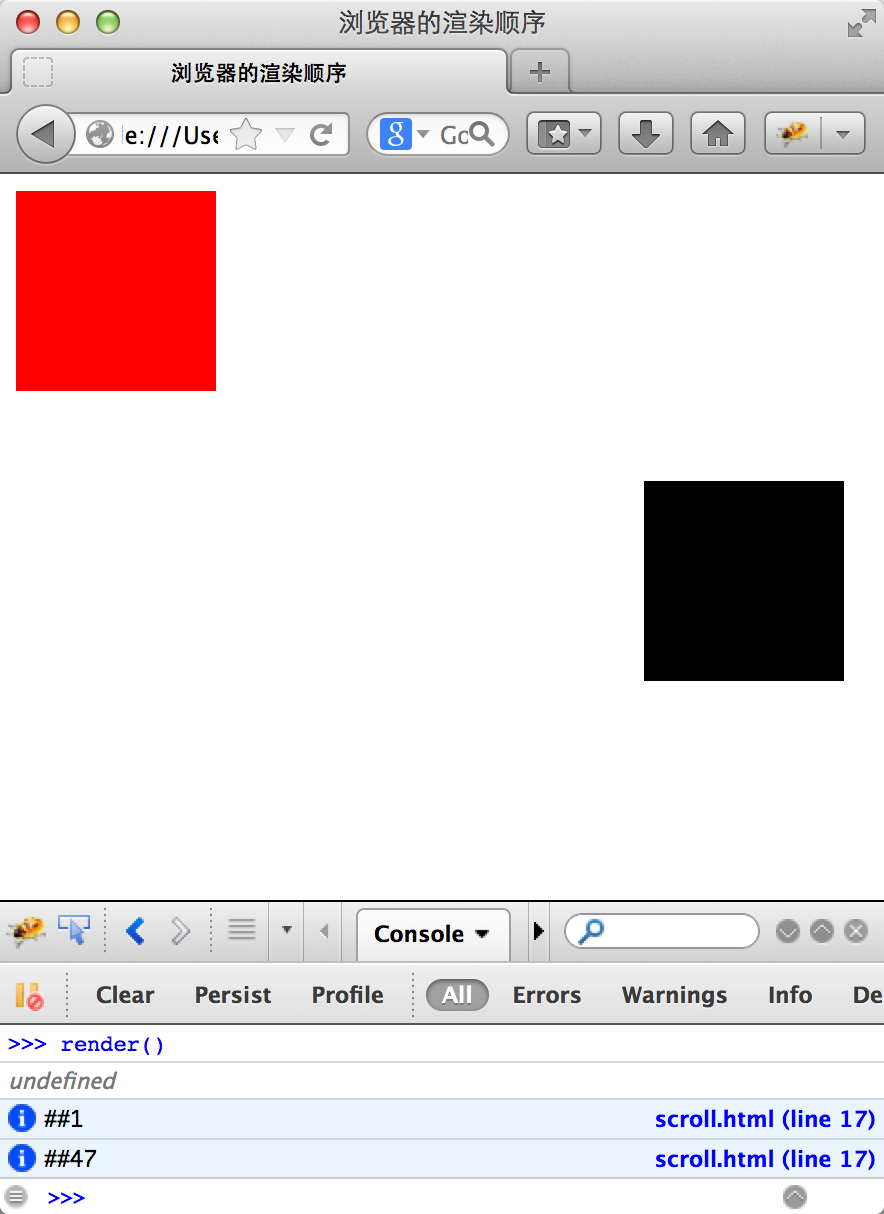 浏览器的渲染顺序
浏览器的渲染顺序
e:///Use
g Go
Console
Clear Persist Profile All Errors Warnings Info De
>>> render()
undefined
##1 scroll.html (line 17)
##47 scroll.html (line 17)
>>>